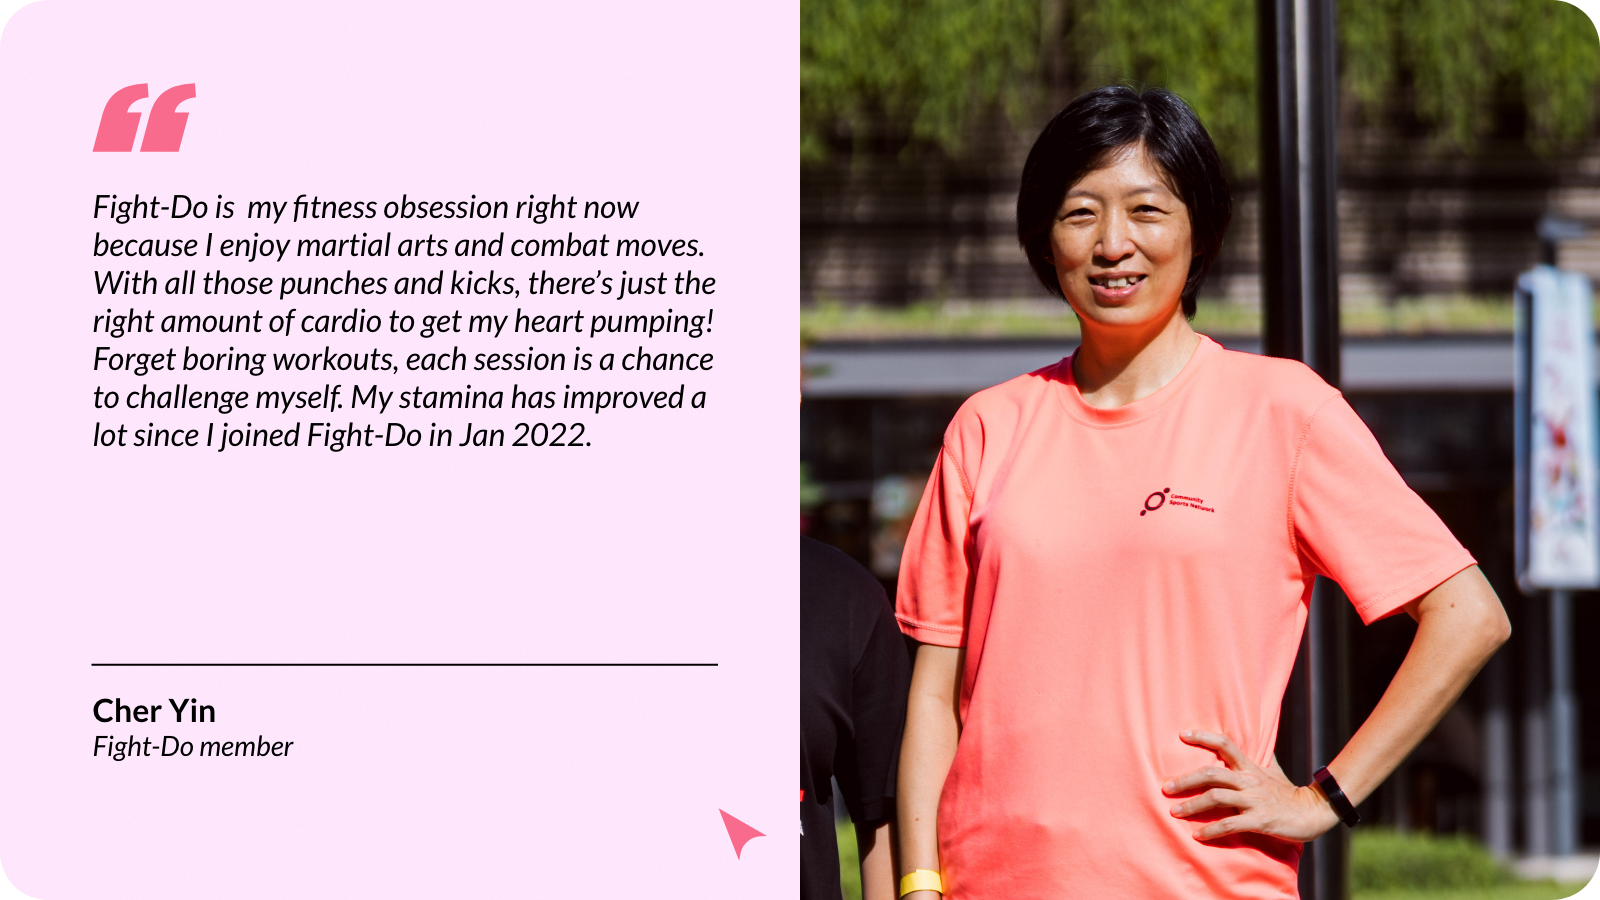 Fight-Do is  my fitness obsession right now
because I enjoy martial arts and combat moves.
With all those punches and kicks, there’s just the
right amount of cardio to get my heart pumping!
Forget boring workouts, each session is a chance
to challenge myself. My stamina has improved a
lot since I joined Fight-Do in Jan 2022.
Cher Yin
Fight-Do member
Community
Sports Network